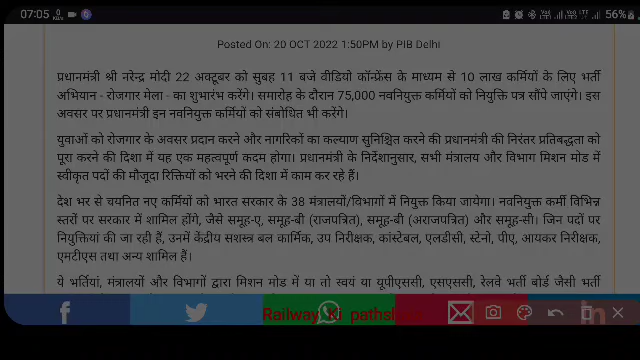 07:05 0 KB/s 56%
Posted On: 20 OCT 2022 1:50PM by PIB Delhi
प्रधानमंत्री श्री नरेन्द्र मोदी 22 अक्टूबर को सुबह 11 बजे वीडियो कॉन्फ्रेंस के माध्यम से 10 लाख कर्मियों के लिए भर्ती
अभियान - रोजगार मेला - का शुभारंभ करेंगे। समारोह के दौरान 75,000 नवनियुक्त कर्मियों को नियुक्ति पत्र सौंपे जाएंगे। इस
अवसर पर प्रधानमंत्री इन नवनियुक्त कर्मियों को संबोधित भी करेंगे।
युवाओं को रोजगार के अवसर प्रदान करने और नागरिकों का कल्याण सुनिश्चित करने की प्रधानमंत्री की निरंतर प्रतिबद्धता को
पूरा करने की दिशा में यह एक महत्वपूर्ण कदम होगा। प्रधानमंत्री के निर्देशानुसार, सभी मंत्रालय और विभाग मिशन मोड में
स्वीकृत पदों की मौजूदा रिक्तियों को भरने की दिशा में काम कर रहे हैं।
देश भर से चयनित नए कर्मियों को भारत सरकार के 38 मंत्रालयों/विभागों में नियुक्त किया जायेगा। नवनियुक्त कर्मी विभिन्न
स्तरों पर सरकार में शामिल होंगे, जैसे समूह-ए, समूह-बी (राजपत्रित), समूह-बी (अराजपत्रित) और समूह-सी। जिन पदों पर
नियुक्तियां की जा रही हैं, उनमें केंद्रीय सशस्त्र बल कार्मिक, उप निरीक्षक, कांस्टेबल, एलडीसी, स्टेनो, पीए, आयकर निरीक्षक,
एमटीएस तथा अन्य शामिल हैं।
ये भर्तियां, मंत्रालयों और विभागों द्वारा मिशन मोड में या तो स्वयं या यूपीएससी, एसएससी, रेलवे भर्ती बोर्ड जैसी भर्ती
Railway Ki